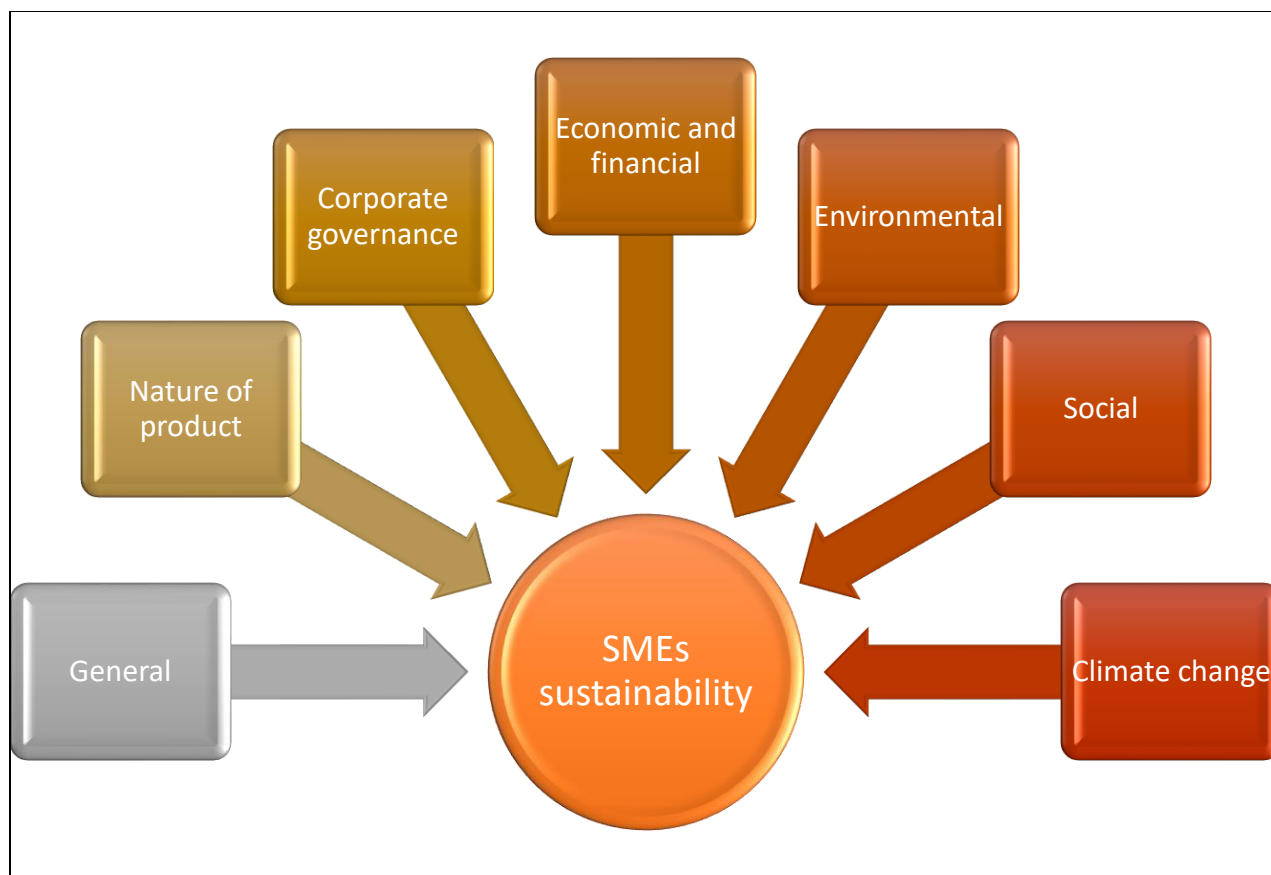 Economic and
financial
Corporate
governance
Environmental
Nature of
product
Social
General
SMEs
sustainability
Climate change